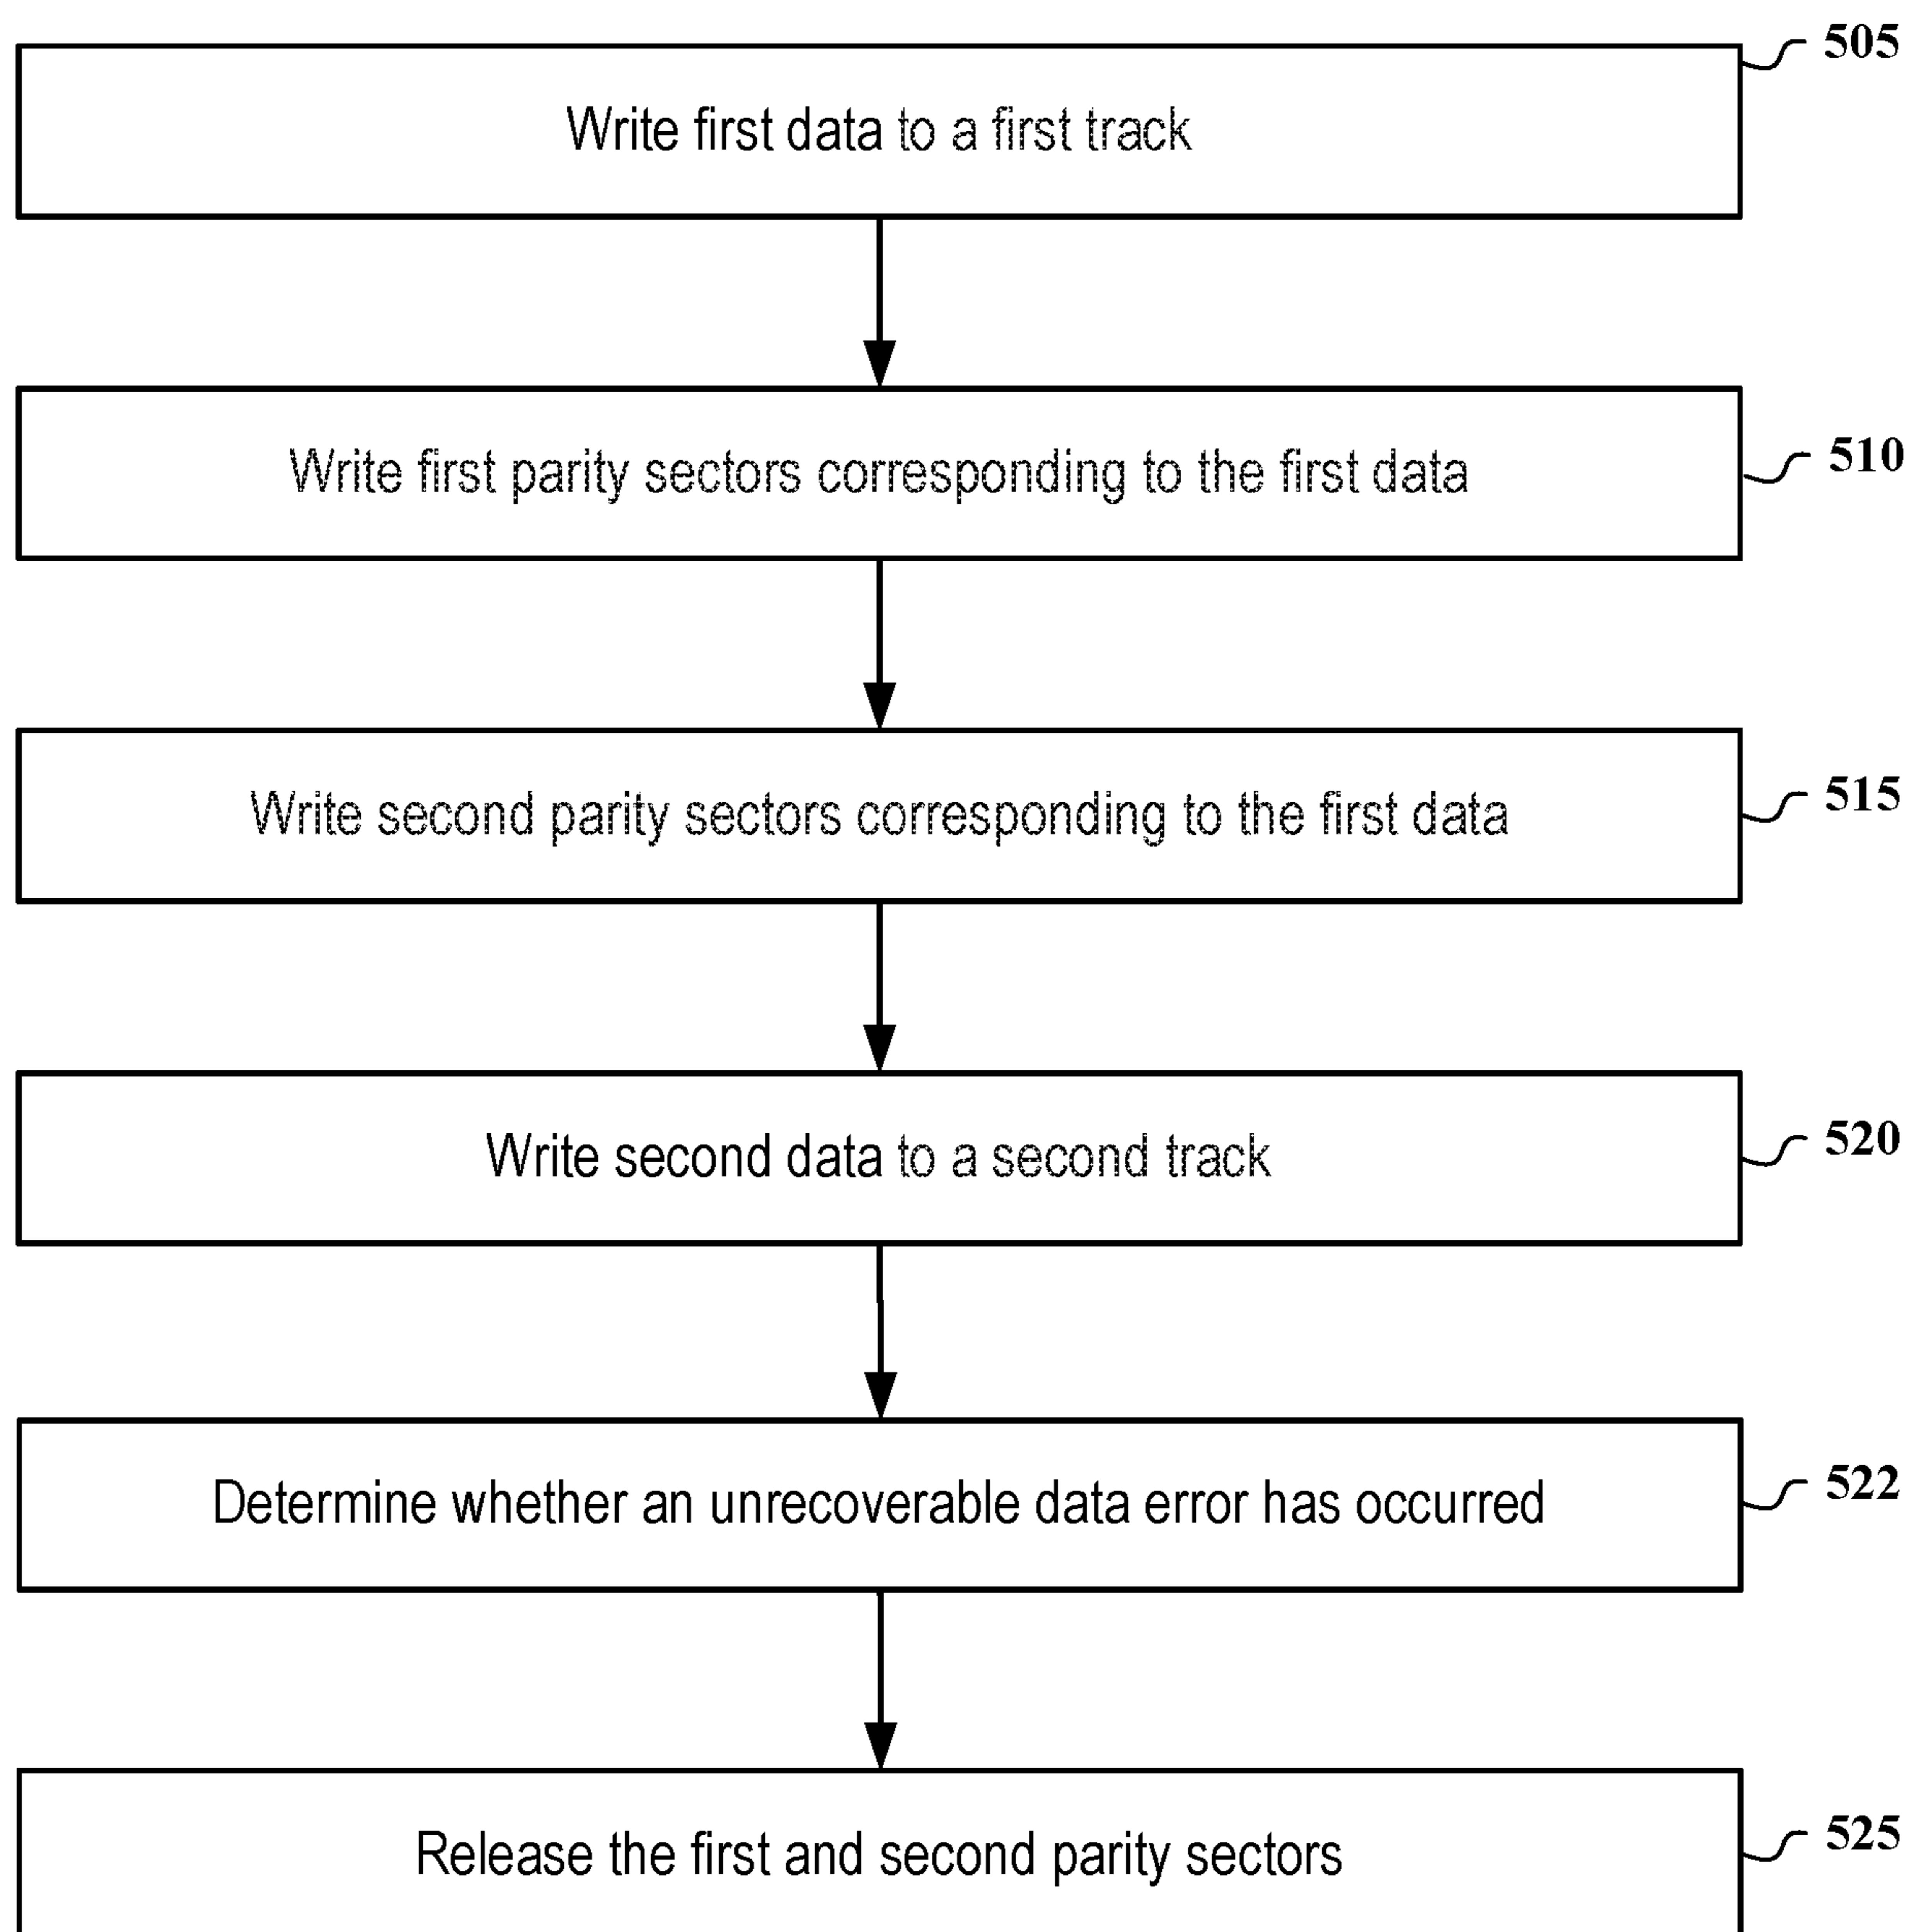 505
Write first data to a first track
Write first parity sectors corresponding to the first data
510
Write second parity sectors corresponding to the first data
515
Write second data to a second track
520
Determine whether an unrecoverable data error has occurred
522
Release the first and second parity sectors
525